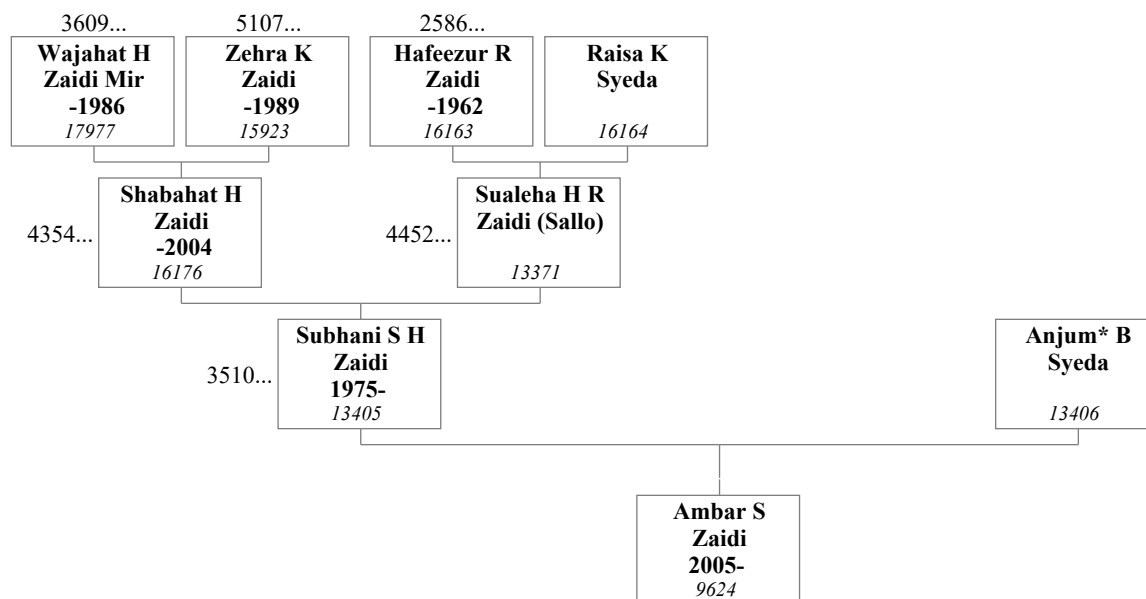 3609...
5107...
2586...
Wajahat H
Zaidi Mir
-1986
17977
Zehra K
Zaidi
-1989
15923
Hafeezur R
Zaidi
-1962
16163
Raisa K
Syeda
16164
4354...
Shabahat H
Zaidi
-2004
16176
4452...
Sualeha H R
Zaidi (Sallo)
13371
3510...
Subhani S H
Zaidi
1975-
13405
Anjum* B
Syeda
13406
Ambar S
Zaidi
2005-
9624